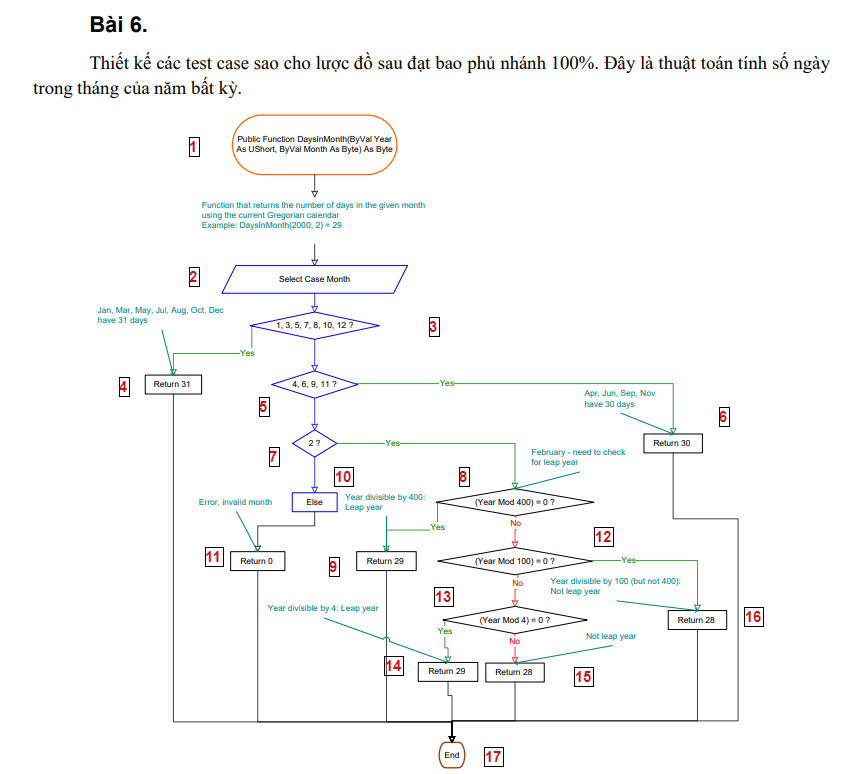 Bài 6.
Thiết kế các test case sao cho lược đồ sau đạt bao phủ nhánh 100%. Đây là thuật toán tính số ngày
trong tháng của năm bất kỳ.
1
Public Function DaysInMonth(ByVal Year
As UShort, ByVal Month As Byte) As Byte
Function that returns the number of days in the given month
using the current Gregorian calendar
Example: DaysInMonth(2000, 2) = 29
2
Select Case Month
Jan, Mar, May, Jul, Aug, Oct, Dec
have 31 days
1, 3, 5, 7, 8, 10, 12 ?
3
Yes
4
Return 31
4, 6, 9, 11 ?
Yes
Apr, Jun, Sep, Nov
have 30 days
5
6
2 ?
Yes
Return 30
7
February - need to check
for leap year
10
8
Error, invalid month
Else
Year divisible by 400:
Leap year
(Year Mod 400) = 0 ?
Yes
No
12
11
Return 0
9
Return 29
(Year Mod 100) = 0 ?
Yes
No
Year divisible by 100 (but not 400):
Not leap year
13
Year divisible by 4: Leap year
(Year Mod 4) = 0 ?
Return 28
16
Yes
No
Not leap year
14
Return 29
Return 28
15
End
17